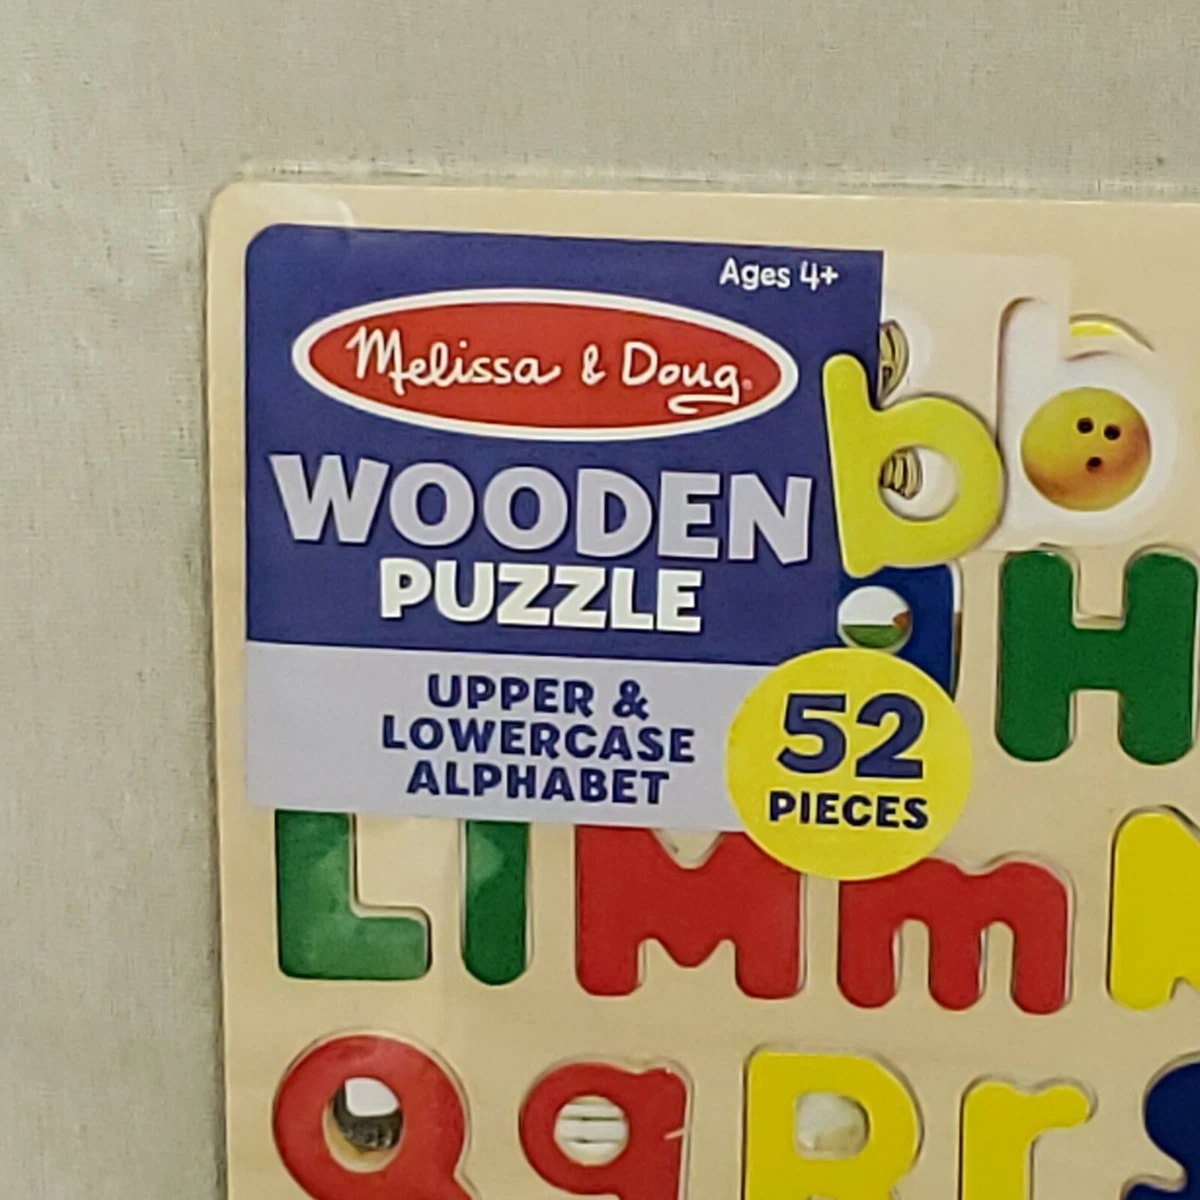 Ages 4+
Melissa & Doug
WOODEN
PUZZLE
UPPER &
LOWERCASE
ALPHABET
52
PIECES
b b
H
L l M m
Q q R r